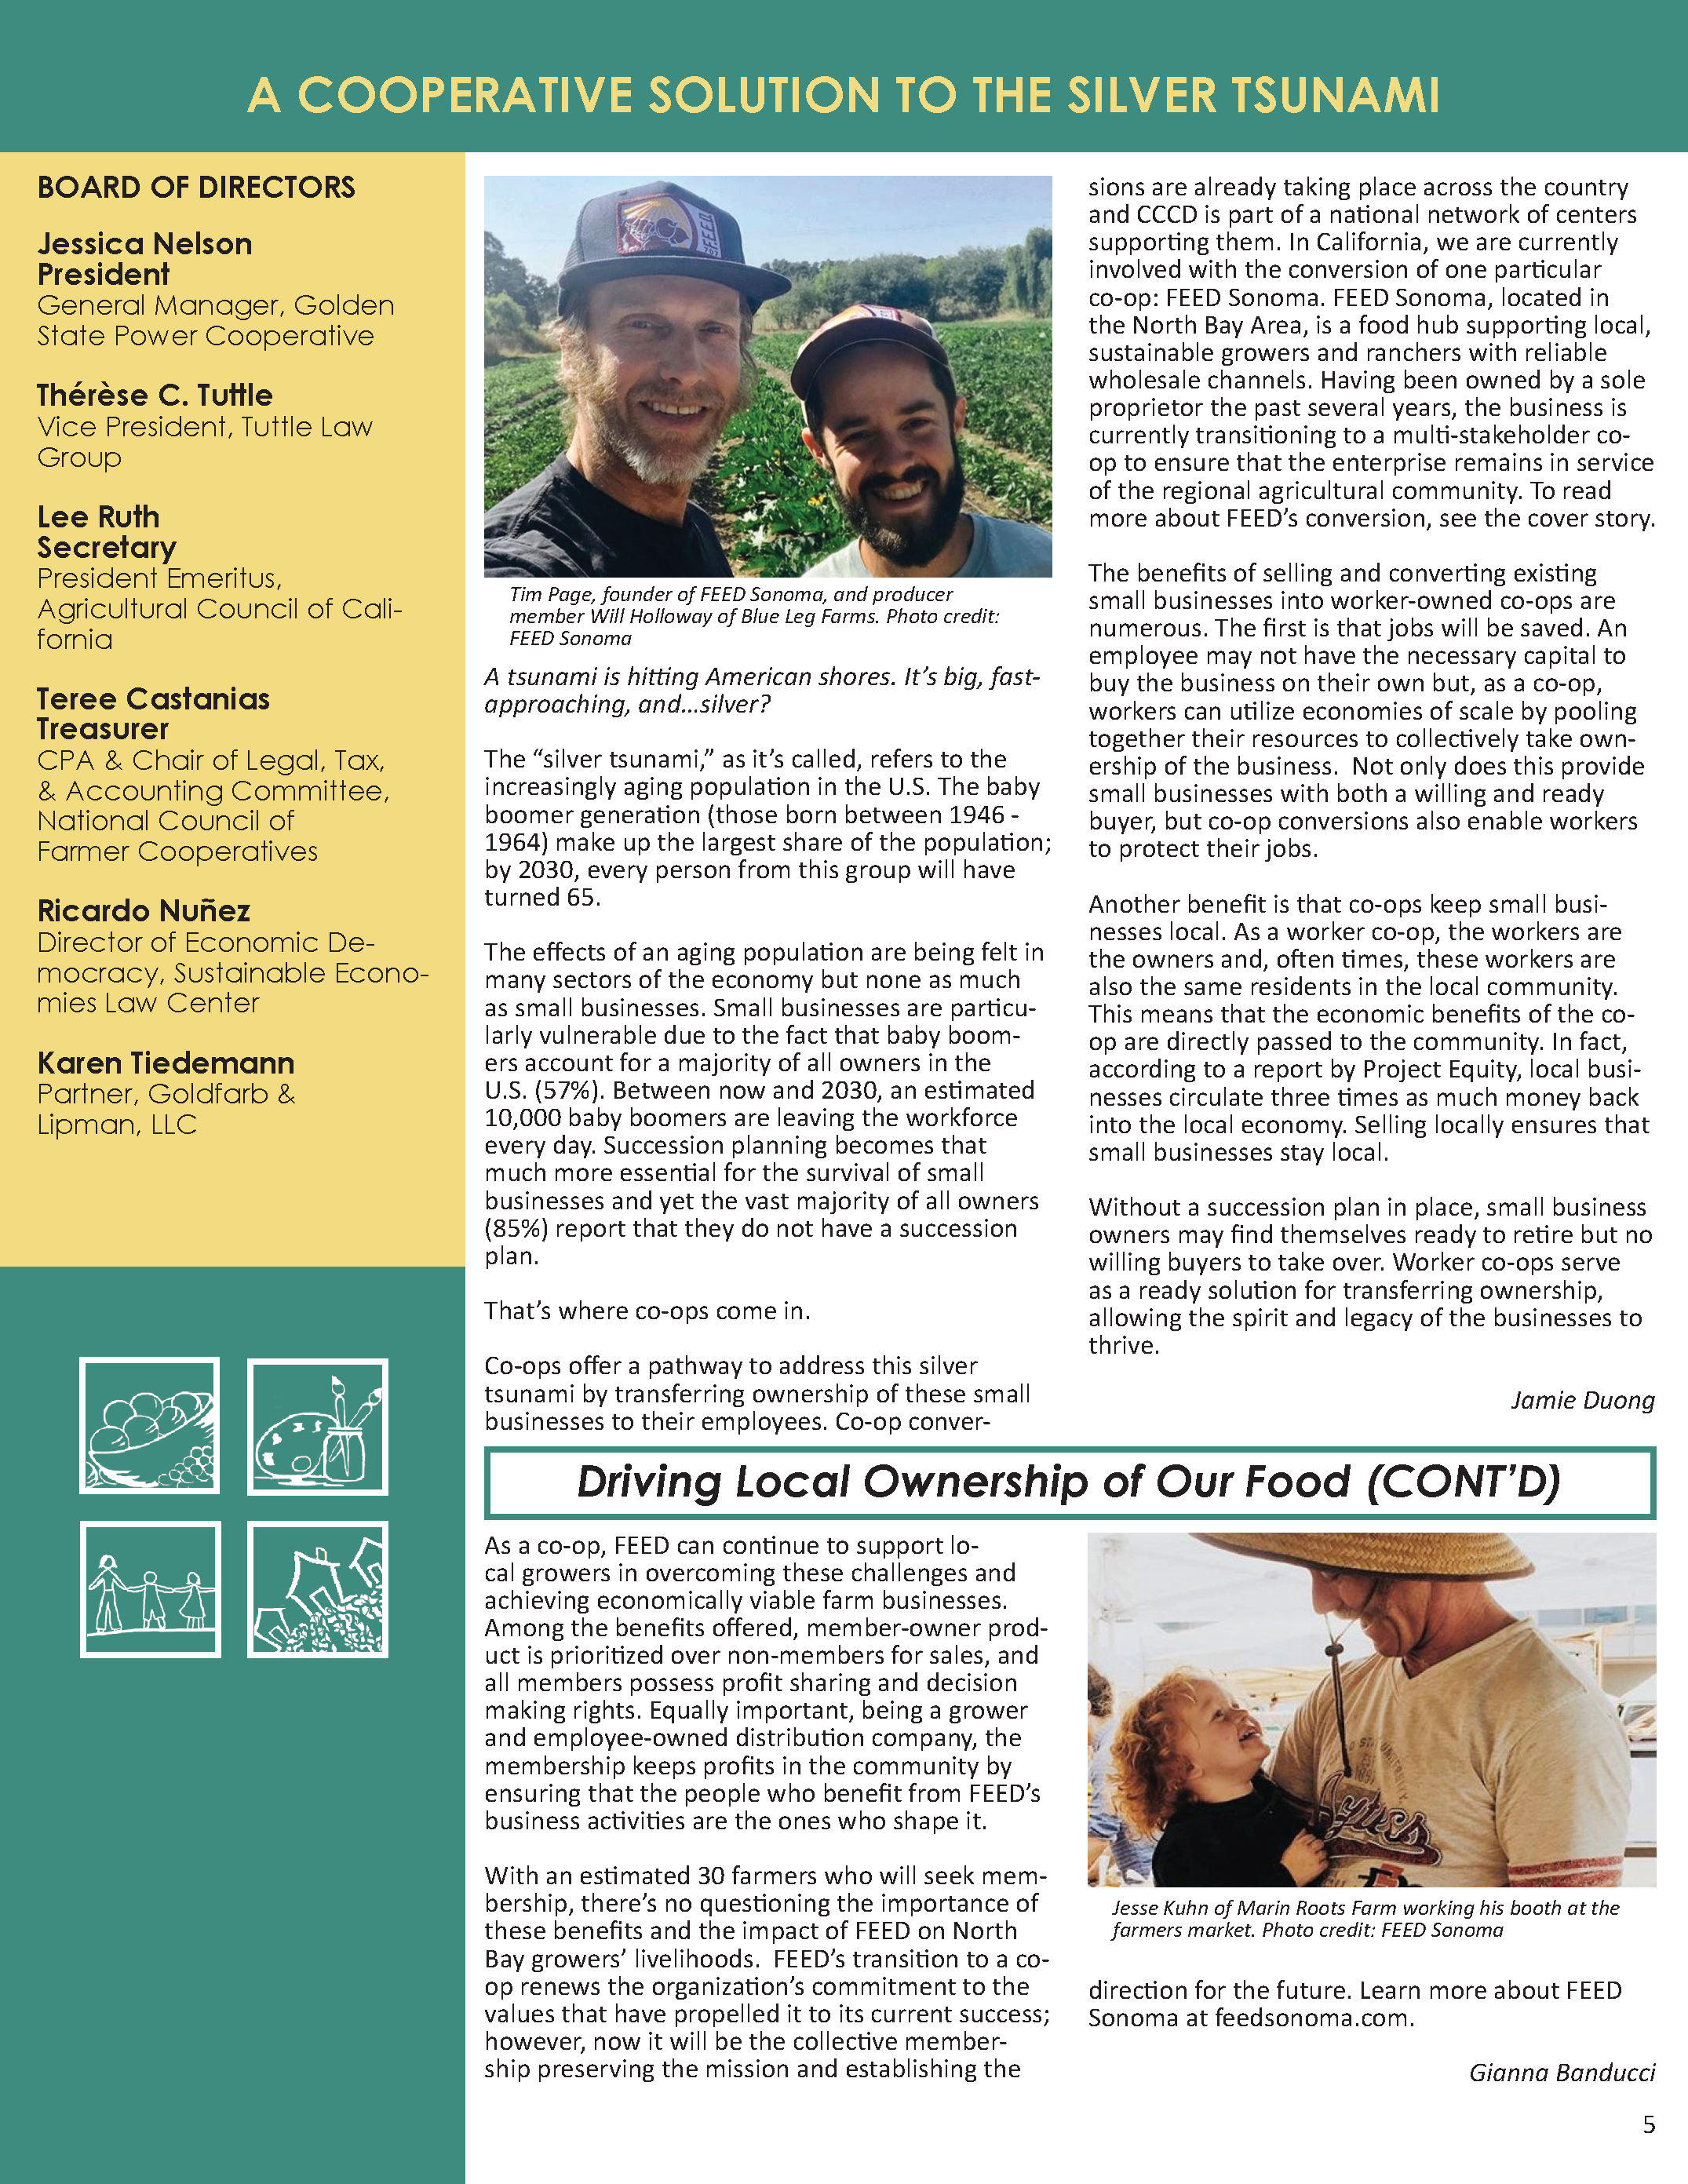 A COOPERATIVE SOLUTION TO THE SILVER TSUNAMI
BOARD OF DIRECTORS
Jessica Nelson
President
General Manager, Golden
State Power Cooperative
Thérèse C. Tuttle
Vice President, Tuttle Law
Group
Lee Ruth
Secretary
President Emeritus,
Agricultural Council of Cali-
fornia
Teree Castanias
Treasurer
CPA & Chair of Legal, Tax,
& Accounting Committee,
National Council of
Farmer Cooperatives
Ricardo Nuñez
Director of Economic De-
mocracy, Sustainable Econo-
mies Law Center
Karen Tiedemann
Partner, Goldfarb &
Lipman, LLC
FEED
Tim Page, founder of FEED Sonoma, and producer
member Will Holloway of Blue Leg Farms. Photo credit:
FEED Sonoma
A tsunami is hitting American shores. It’s big, fast-
approaching, and…silver?
The “silver tsunami,” as it’s called, refers to the
increasingly aging population in the U.S. The baby
boomer generation (those born between 1946 -
1964) make up the largest share of the population;
by 2030, every person from this group will have
turned 65.
The effects of an aging population are being felt in
many sectors of the economy but none as much
as small businesses. Small businesses are particu-
larly vulnerable due to the fact that baby boom-
ers account for a majority of all owners in the
U.S. (57%). Between now and 2030, an estimated
10,000 baby boomers are leaving the workforce
every day. Succession planning becomes that
much more essential for the survival of small
businesses and yet the vast majority of all owners
(85%) report that they do not have a succession
plan.
That’s where co-ops come in.
Co-ops offer a pathway to address this silver
tsunami by transferring ownership of these small
businesses to their employees. Co-op conver-
sions are already taking place across the country
and CCCD is part of a national network of centers
supporting them. In California, we are currently
involved with the conversion of one particular
co-op: FEED Sonoma. FEED Sonoma, located in
the North Bay Area, is a food hub supporting local,
sustainable growers and ranchers with reliable
wholesale channels. Having been owned by a sole
proprietor the past several years, the business is
currently transitioning to a multi-stakeholder co-
op to ensure that the enterprise remains in service
of the regional agricultural community. To read
more about FEED’s conversion, see the cover story.
The benefits of selling and converting existing
small businesses into worker-owned co-ops are
numerous. The first is that jobs will be saved. An
employee may not have the necessary capital to
buy the business on their own but, as a co-op,
workers can utilize economies of scale by pooling
together their resources to collectively take own-
ership of the business.  Not only does this provide
small businesses with both a willing and ready
buyer, but co-op conversions also enable workers
to protect their jobs.
Another benefit is that co-ops keep small busi-
nesses local. As a worker co-op, the workers are
the owners and, often times, these workers are
also the same residents in the local community.
This means that the economic benefits of the co-
op are directly passed to the community. In fact,
according to a report by Project Equity, local busi-
nesses circulate three times as much money back
into the local economy. Selling locally ensures that
small businesses stay local.
Without a succession plan in place, small business
owners may find themselves ready to retire but no
willing buyers to take over. Worker co-ops serve
as a ready solution for transferring ownership,
allowing the spirit and legacy of the businesses to
thrive.
Jamie Duong
Driving Local Ownership of Our Food (CONT’D)
As a co-op, FEED can continue to support lo-
cal growers in overcoming these challenges and
achieving economically viable farm businesses.
Among the benefits offered, member-owner prod-
uct is prioritized over non-members for sales, and
all members possess profit sharing and decision
making rights. Equally important, being a grower
and employee-owned distribution company, the
membership keeps profits in the community by
ensuring that the people who benefit from FEED’s
business activities are the ones who shape it.
With an estimated 30 farmers who will seek mem-
bership, there’s no questioning the importance of
these benefits and the impact of FEED on North
Bay growers’ livelihoods.  FEED’s transition to a co-
op renews the organization’s commitment to the
values that have propelled it to its current success;
however, now it will be the collective member-
ship preserving the mission and establishing the
Jesse Kuhn of Marin Roots Farm working his booth at the
farmers market. Photo credit: FEED Sonoma
direction for the future. Learn more about FEED
Sonoma at feedsonoma.com.
Gianna Banducci
5